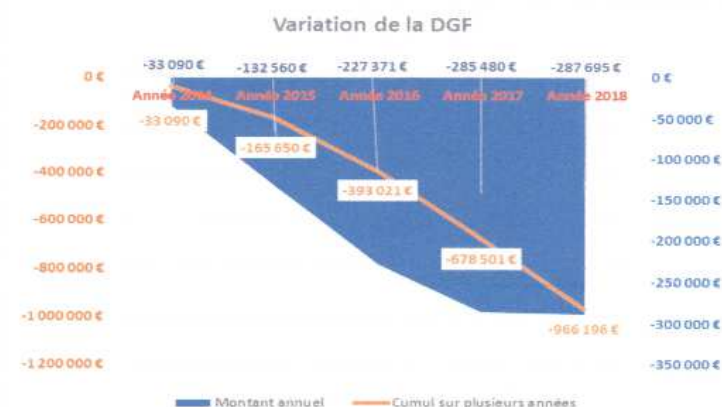 Variation de la DGF
-33 090 € -132 560 € -227 371 € -285 480 € -287 695 €
0 € 0 €
Année 2014 Année 2015 Année 2016 Année 2017 Année 2018
-200 000 € -33 090 € -50 000 €
-165 650 € -100 000 €
-400 000 €
-393 021 € -150 000 €
-600 000 €
-200 000 €
-678 501 €
-800 000 €
-250 000 €
-1 000 000 € -966 196 € -300 000 €
-1 200 000 € -350 000 €
Montant annuel Cumul sur plusieurs années